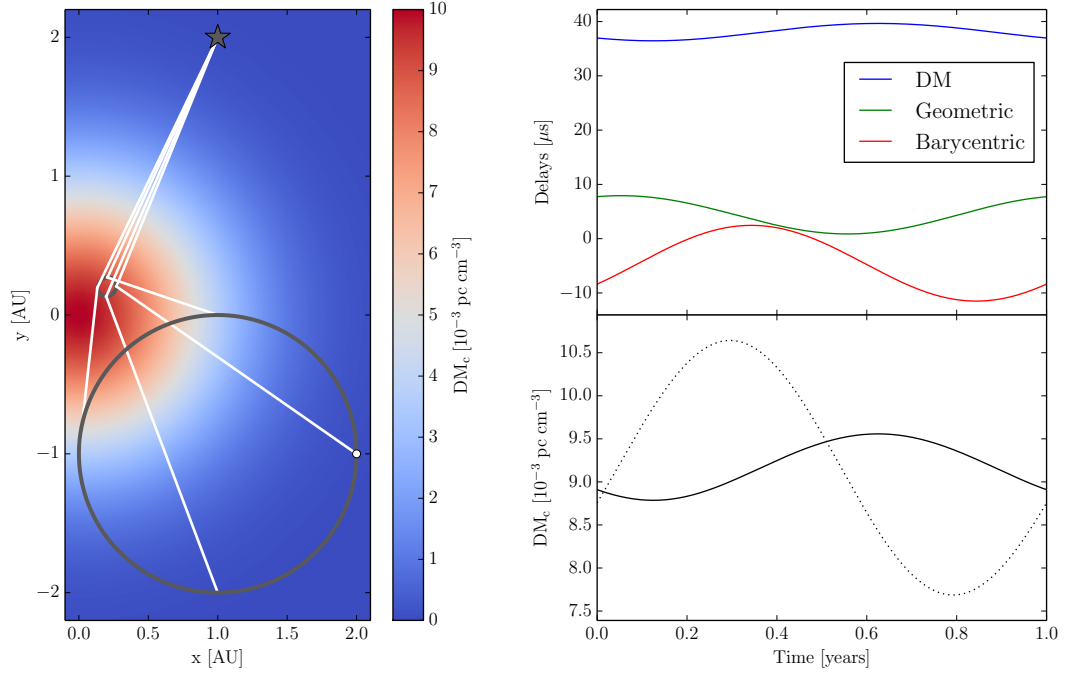 2
1
0
−1
−2
y [AU]
0.0 0.5 1.0 1.5 2.0
x [AU]
10
9
8
7
6
5
4
3
2
1
0
DM_c [10^−3 pc cm^−3]
40
30
20
10
0
−10
Delays [μs]
DM
Geometric
Barycentric
10.5
10.0
9.5
9.0
8.5
8.0
7.5
DM_c [10^−3 pc cm^−3]
0.0 0.2 0.4 0.6 0.8 1.0
Time [years]